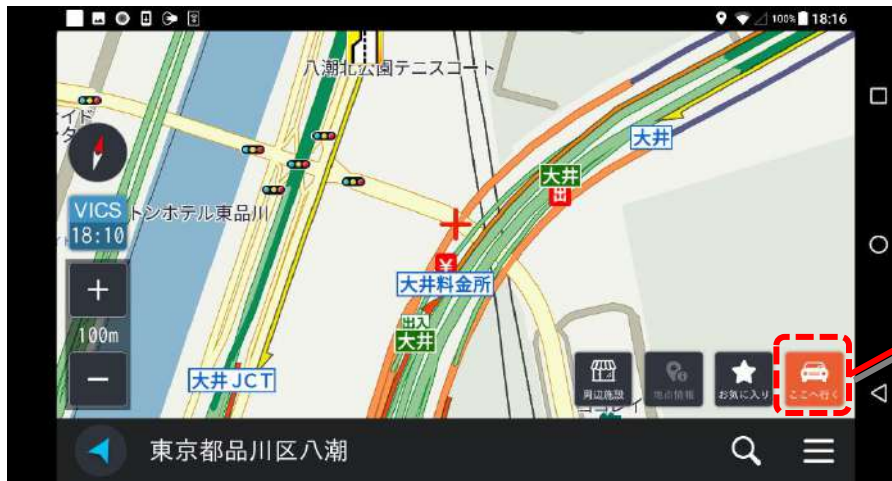 100% 18:16
八潮北公園テニスコート
イド
大井
大井
出
VICS
18:10
トンホテル東品川
¥
大井料金所
出入
大井
100m
大井JCT
周辺施設
地点情報
お気に入り
ここへ行く
東京都品川区八潮